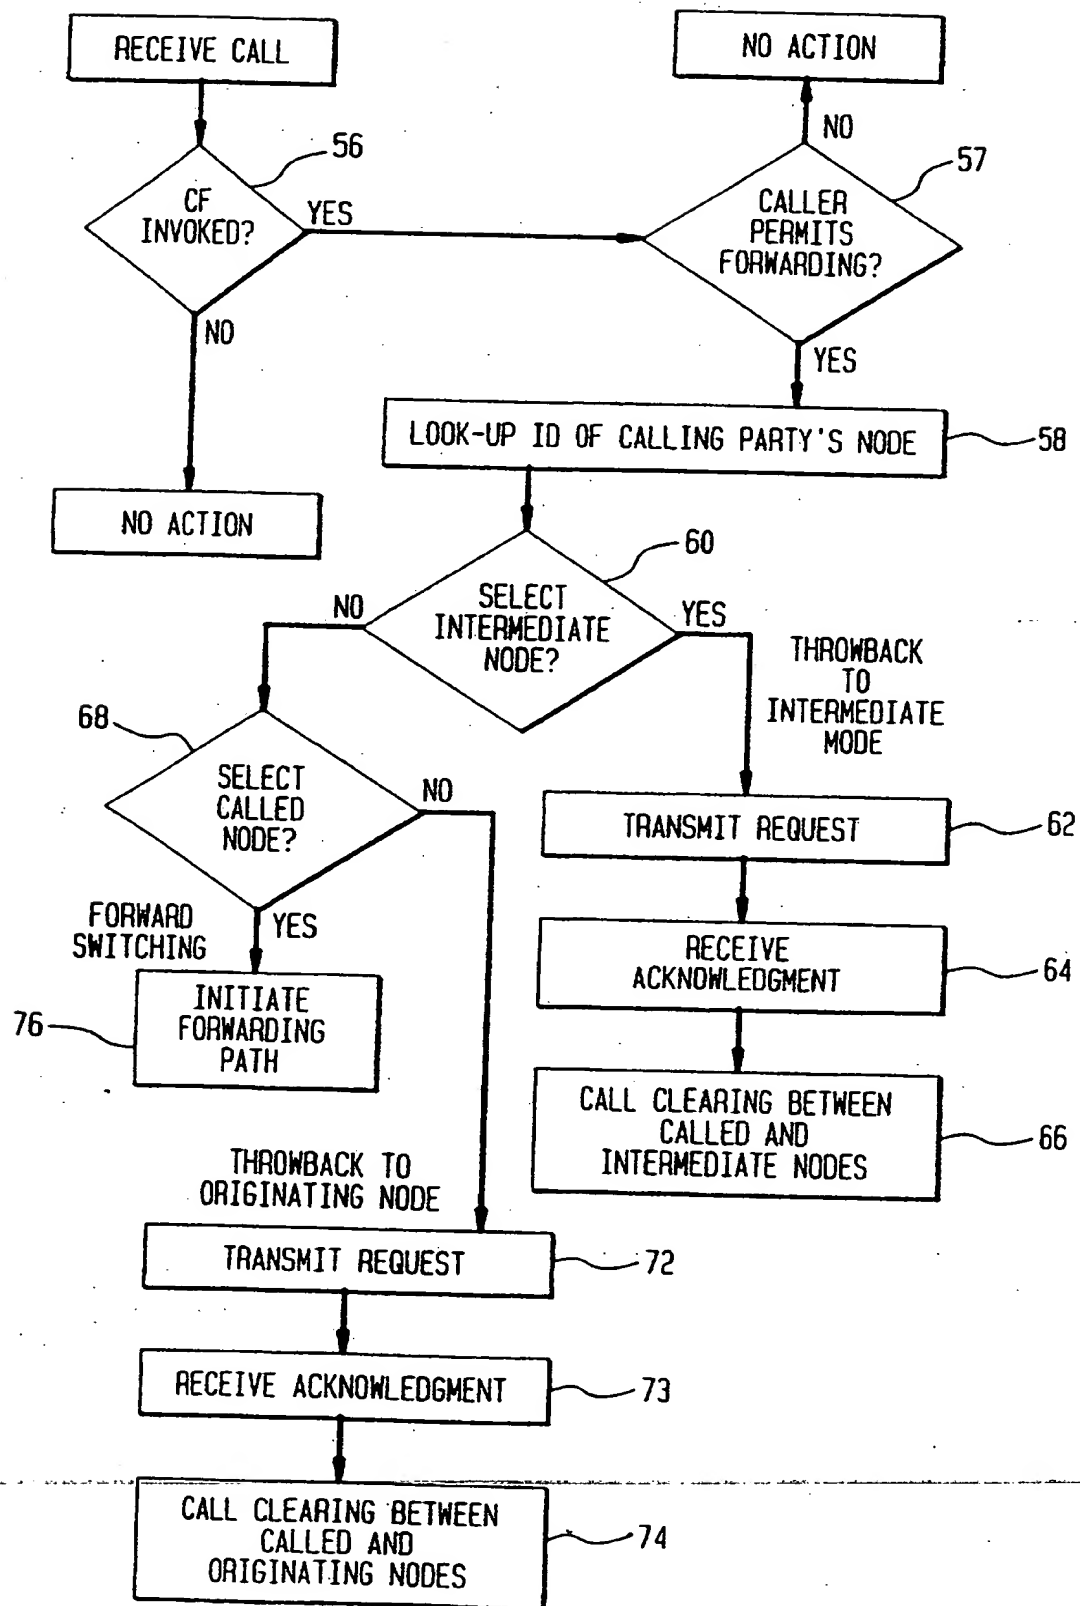 RECEIVE CALL
NO ACTION
NO
56
57
CF
INVOKED?
YES
CALLER
PERMITS
FORWARDING?
NO
YES
LOOK-UP ID OF CALLING PARTY'S NODE
58
NO ACTION
60
SELECT
INTERMEDIATE
NODE?
NO
YES
THROWBACK
TO
INTERMEDIATE
MODE
68
SELECT
CALLED
NODE?
NO
TRANSMIT REQUEST
62
FORWARD
SWITCHING
YES
RECEIVE
ACKNOWLEDGMENT
64
INITIATE
FORWARDING
PATH
76
CALL CLEARING BETWEEN
CALLED AND
INTERMEDIATE NODES
66
THROWBACK TO
ORIGINATING NODE
TRANSMIT REQUEST
72
RECEIVE ACKNOWLEDGMENT
73
CALL CLEARING BETWEEN
CALLED AND
ORIGINATING NODES
74